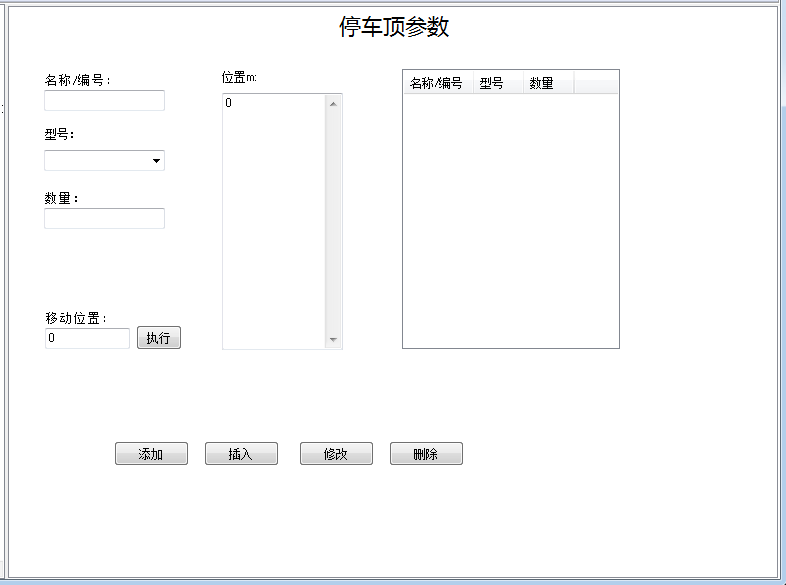 停车顶参数
名称/编号：
型号：
数量：
移动位置：
0
执行
位置m:
0
名称/编号 型号 数量
添加 插入 修改 删除